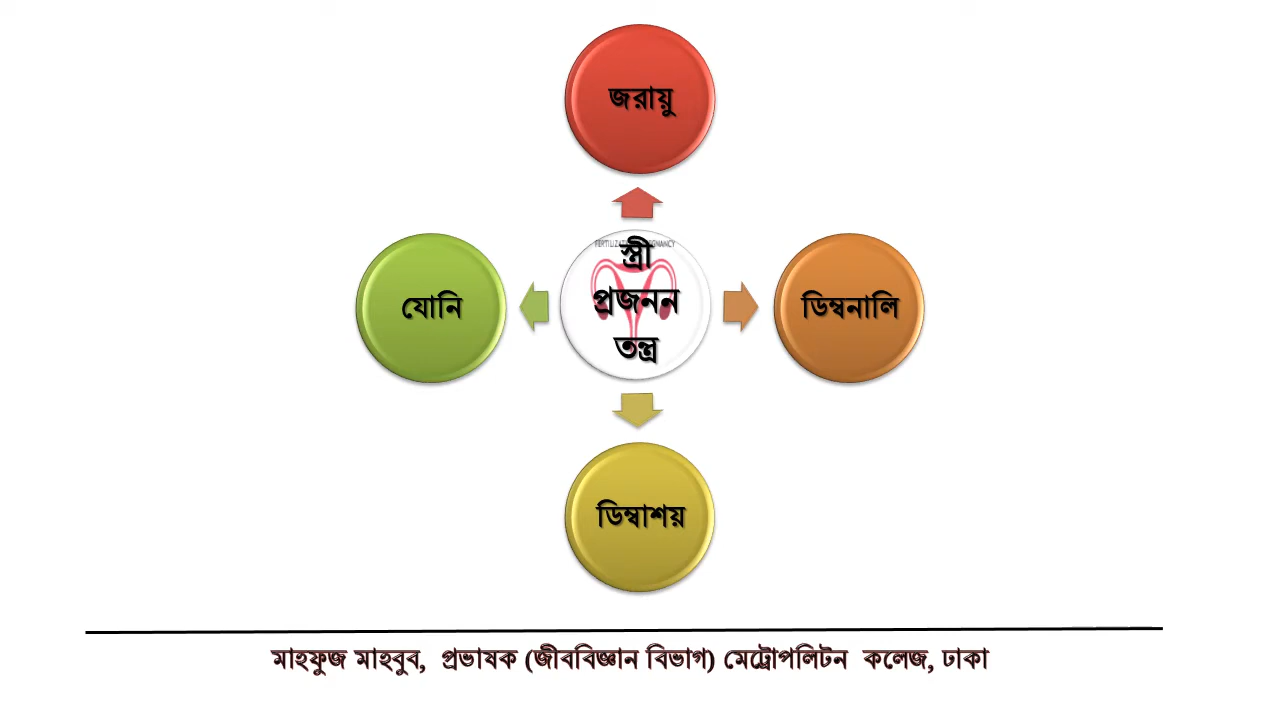 জরায়ু
স্ত্রী
প্রজনন
তন্ত্র
যোনি
ডিম্বনালি
ডিম্বাশয়
মাহফুজ মাহবুব, প্রভাষক (জীববিজ্ঞান বিভাগ) মেট্রোপলিটন কলেজ, ঢাকা